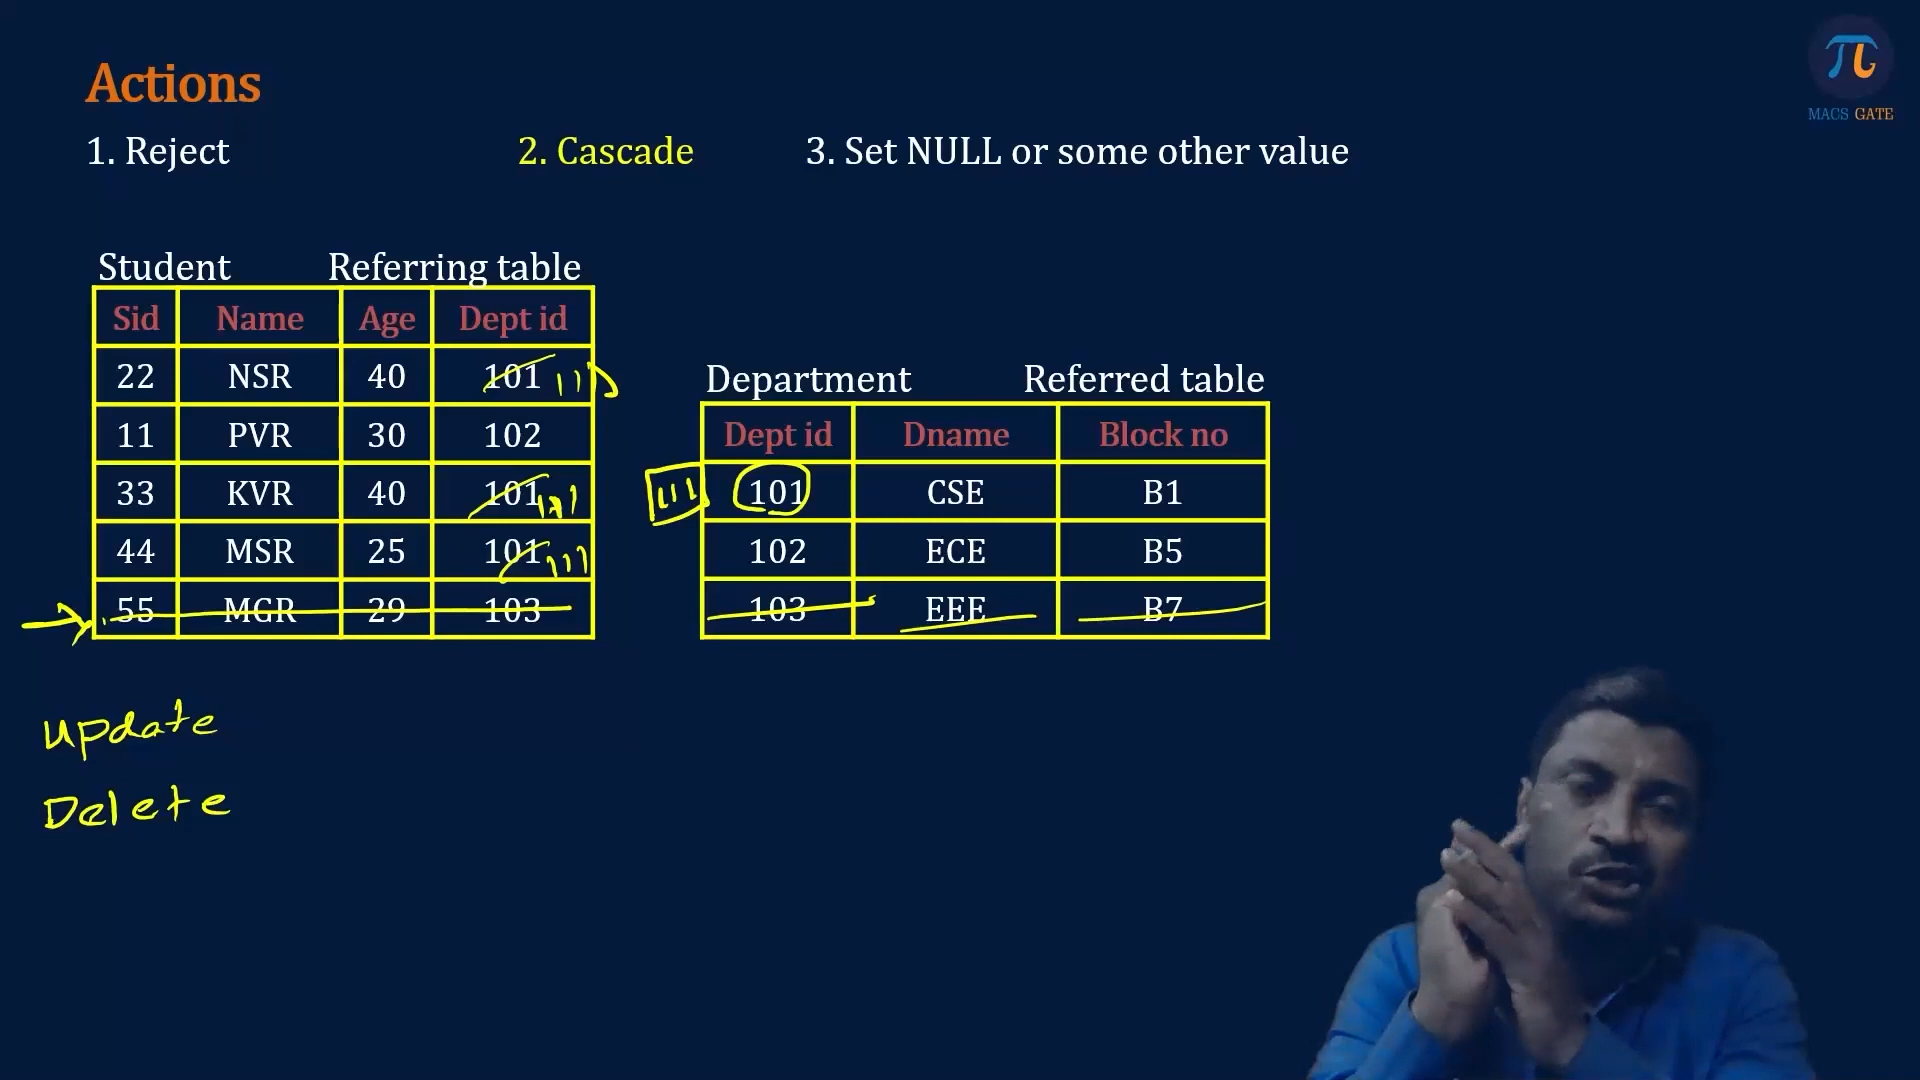 MACS GATE
Actions
1. Reject 2. Cascade 3. Set NULL or some other value
Student Referring table
Sid Name Age Dept id
22 NSR 40 101 111
11 PVR 30 102
33 KVR 40 101 111
44 MSR 25 101 111
55 MGR 29 103
Department Referred table
Dept id Dname Block no
111 101 CSE B1
102 ECE B5
103 EEE B7
Update
Delete